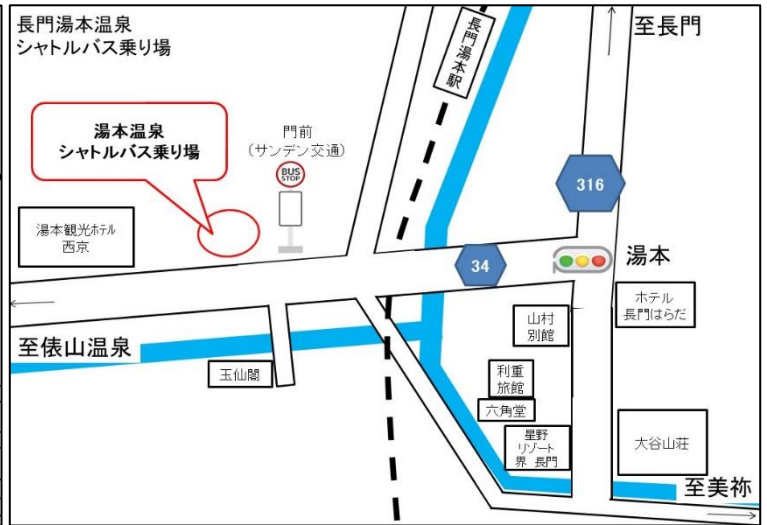 長門湯本温泉
シャトルバス乗り場
湯本温泉
シャトルバス乗り場
門前
(サンデン交通)
BUS
STOP
長門湯本駅
至長門
316
34
湯本
湯本観光ホテル
西京
至俵山温泉
玉仙閣
山村
別館
利重
旅館
六角堂
星野
リゾート
界 長門
ホテル
長門はらだ
大谷山荘
至美祢